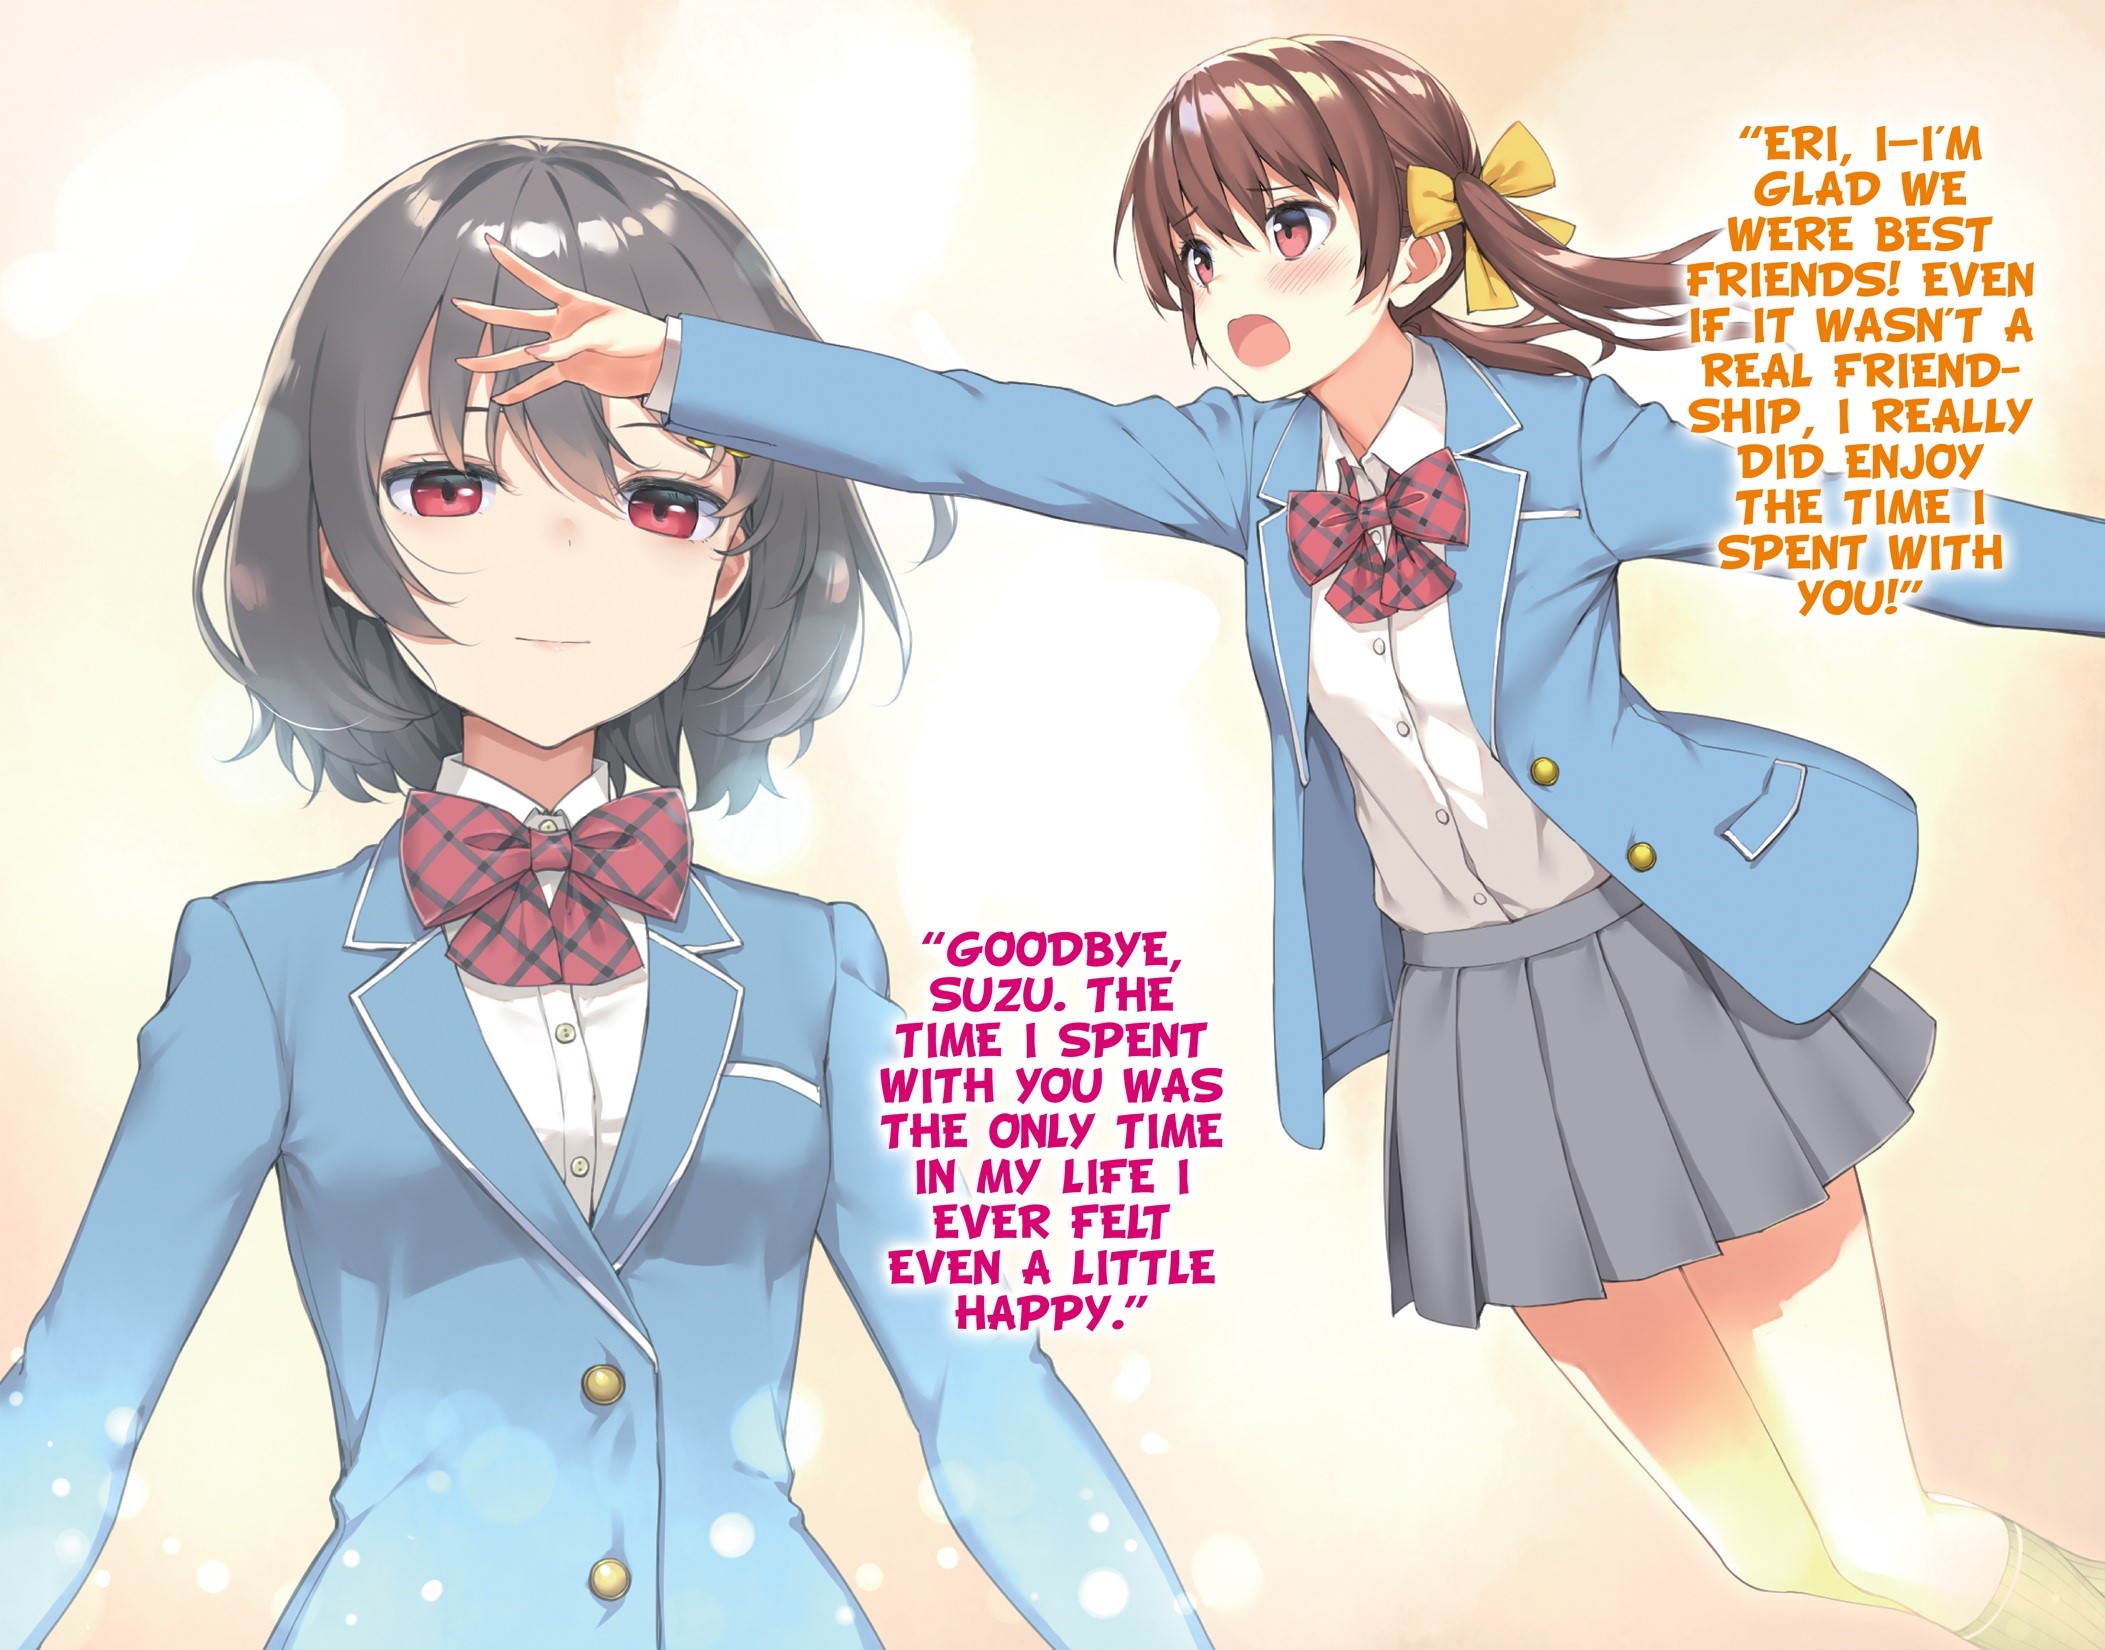 “ERI, I—I’M
GLAD WE
WERE BEST
FRIENDS! EVEN
IF IT WASN’T A
REAL FRIEND-
SHIP, I REALLY
DID ENJOY
THE TIME I
SPENT WITH
YOU!”
“GOODBYE,
SUZU. THE
TIME I SPENT
WITH YOU WAS
THE ONLY TIME
IN MY LIFE I
EVER FELT
EVEN A LITTLE
HAPPY.”